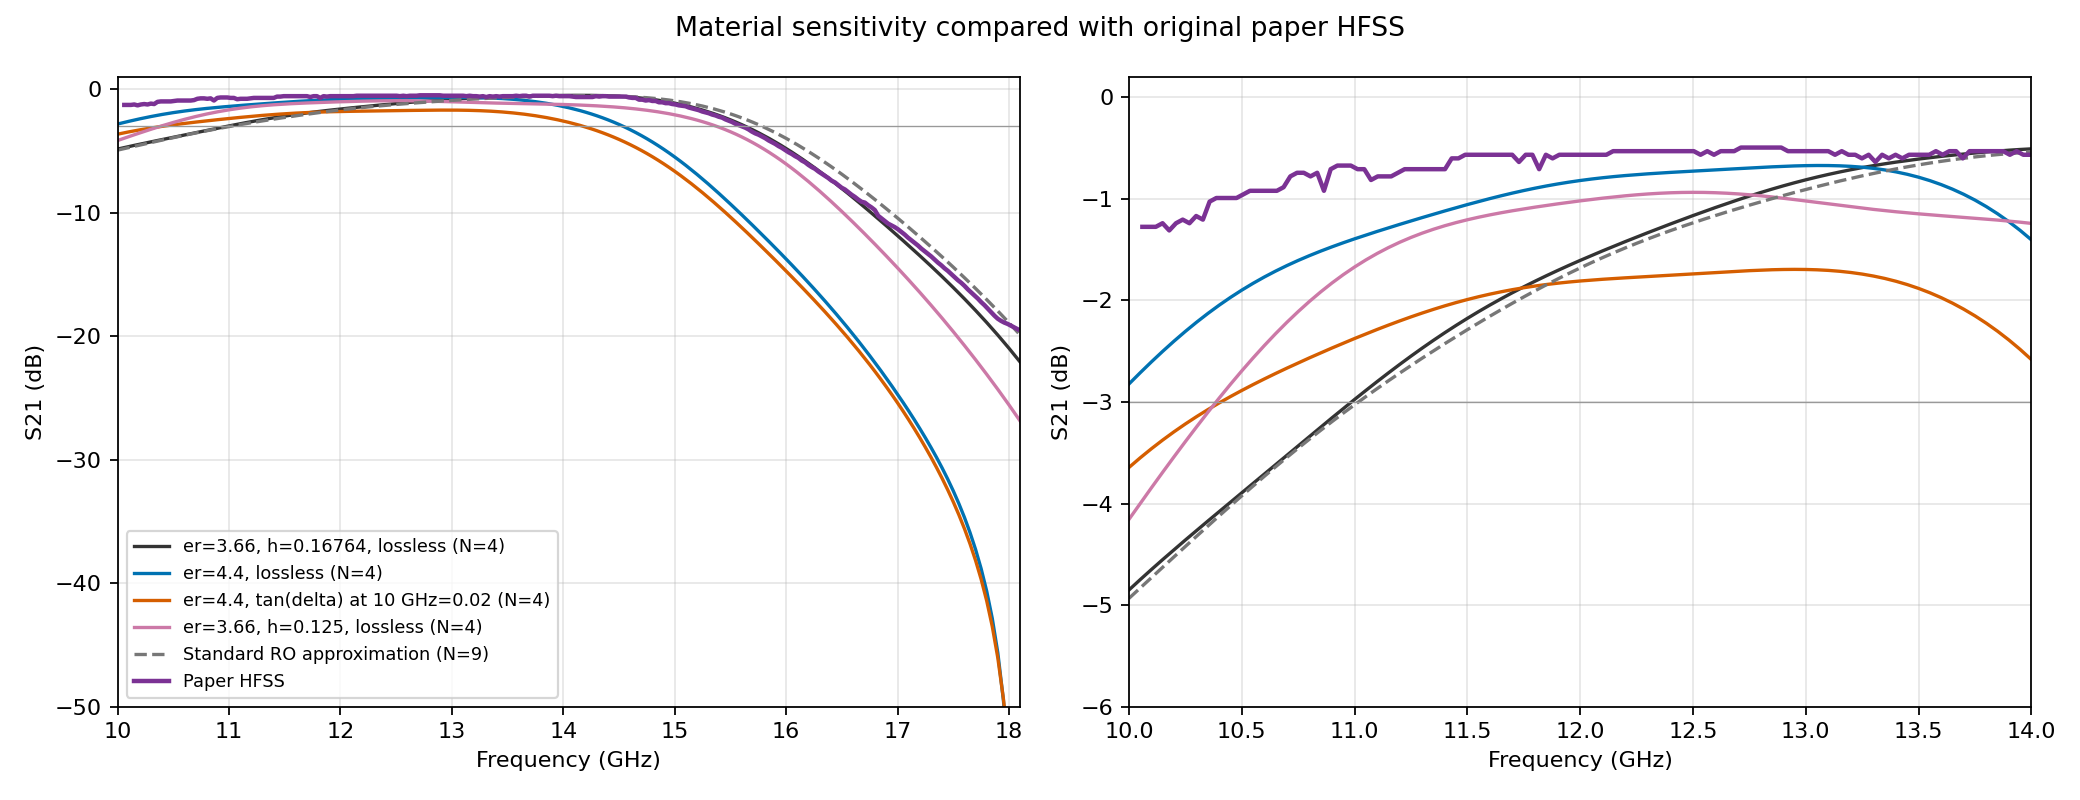 Material sensitivity compared with original paper HFSS
S21 (dB)
0
−10
−20
−30
−40
−50
er=3.66, h=0.16764, lossless (N=4)
er=4.4, lossless (N=4)
er=4.4, tan(delta) at 10 GHz=0.02 (N=4)
er=3.66, h=0.125, lossless (N=4)
Standard RO approximation (N=9)
Paper HFSS
10 11 12 13 14 15 16 17 18
Frequency (GHz)
S21 (dB)
0
−1
−2
−3
−4
−5
−6
10.0 10.5 11.0 11.5 12.0 12.5 13.0 13.5 14.0
Frequency (GHz)